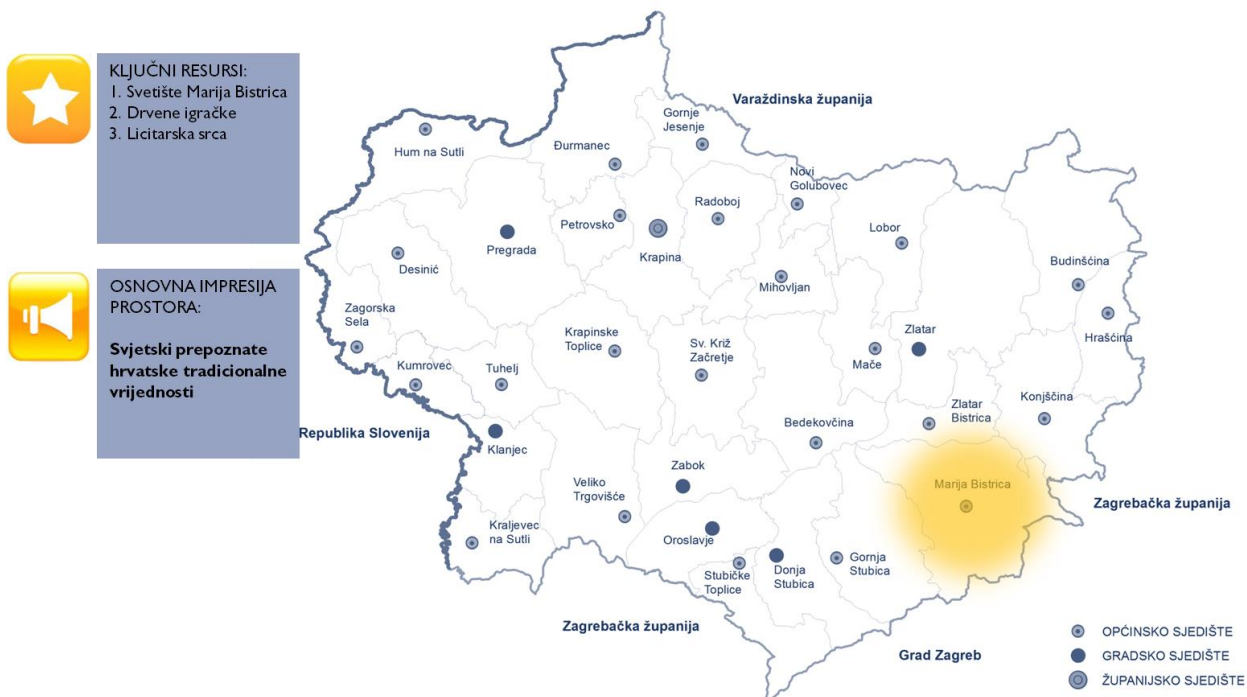 KLJUČNI RESURSI:
1. Svetište Marija Bistrica
2. Drvene igračke
3. Licitarska srca
OSNOVNA IMPRESIJA
PROSTORA:
Svjetski prepoznate
hrvatske tradicionalne
vrijednosti
Varaždinska županija
Hum na Sutli
Đurmanec
Gornje
Jesenje
Novi
Golubovec
Petrovsko
Radoboj
Lobor
Pregrada
Krapina
Desinić
Mihovljan
Budinšćina
Zagorska
Sela
Krapinske
Toplice
Sv. Križ
Začretje
Zlatar
Hrašćina
Mače
Kumrovec
Tuhelj
Zlatar
Bistrica
Konjščina
Bedekovčina
Republika Slovenija
Klanjec
Zabok
Veliko
Trgovišće
Marija Bistrica
Zagrebačka županija
Kraljevec
na Sutli
Oroslavje
Stubičke
Toplice
Donja
Stubica
Gornja
Stubica
Zagrebačka županija
Grad Zagreb
OPĆINSKO SJEDIŠTE
GRADSKO SJEDIŠTE
ŽUPANIJSKO SJEDIŠTE